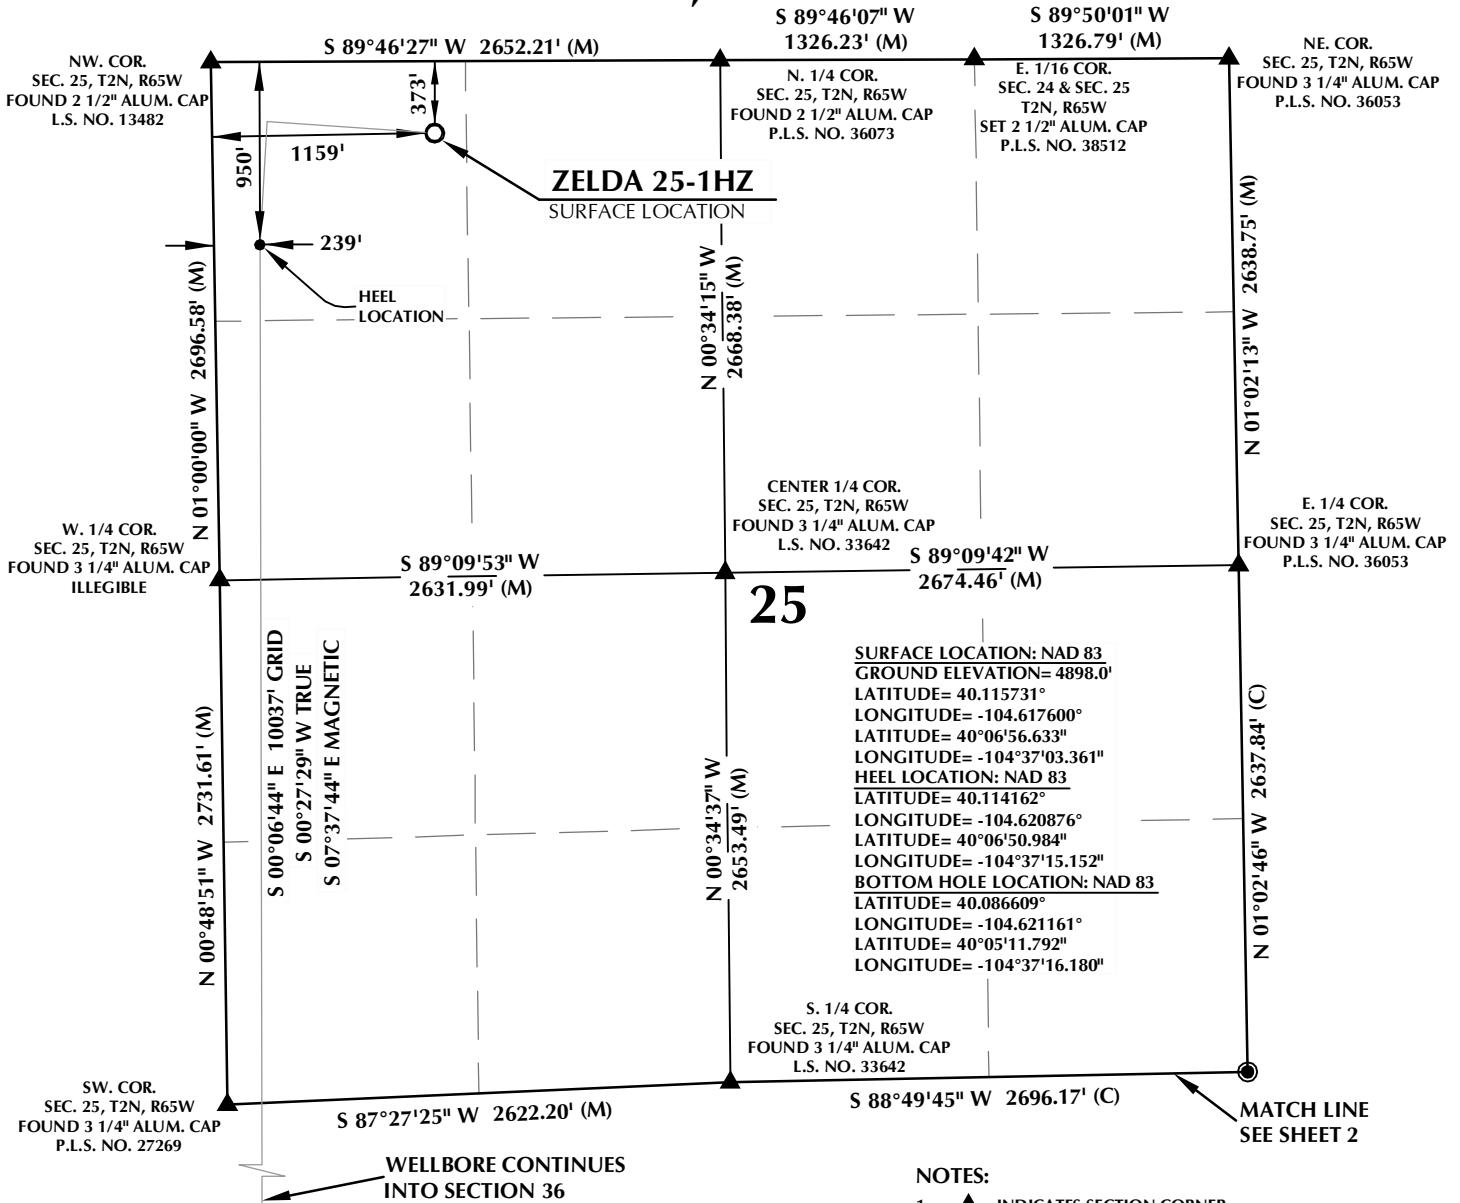 S 89°46'07" W
1326.23' (M)
S 89°50'01" W
1326.79' (M)
S 89°46'27" W 2652.21' (M)
NW. COR.
SEC. 25, T2N, R65W
FOUND 2 1/2" ALUM. CAP
L.S. NO. 13482
N. 1/4 COR.
SEC. 25, T2N, R65W
FOUND 2 1/2" ALUM. CAP
P.L.S. NO. 36073
E. 1/16 COR.
SEC. 24 & SEC. 25
T2N, R65W
SET 2 1/2" ALUM. CAP
P.L.S. NO. 38512
NE. COR.
SEC. 25, T2N, R65W
FOUND 3 1/4" ALUM. CAP
P.L.S. NO. 36053
373'
1159'
950'
239'
ZELDA 25-1HZ
SURFACE LOCATION
HEEL
LOCATION
N 01°00'00" W 2696.58' (M)
N 00°34'15" W
2668.38' (M)
N 01°02'13" W 2638.75' (M)
W. 1/4 COR.
SEC. 25, T2N, R65W
FOUND 3 1/4" ALUM. CAP
ILLEGIBLE
CENTER 1/4 COR.
SEC. 25, T2N, R65W
FOUND 3 1/4" ALUM. CAP
L.S. NO. 33642
E. 1/4 COR.
SEC. 25, T2N, R65W
FOUND 3 1/4" ALUM. CAP
P.L.S. NO. 36053
S 89°09'53" W
2631.99' (M)
S 89°09'42" W
2674.46' (M)
25
S 00°06'44" E 10037' GRID
S 00°27'29" W TRUE
S 07°37'44" E MAGNETIC
SURFACE LOCATION: NAD 83
GROUND ELEVATION= 4898.0'
LATITUDE= 40.115731°
LONGITUDE= -104.617600°
LATITUDE= 40°06'56.633"
LONGITUDE= -104°37'03.361"
HEEL LOCATION: NAD 83
LATITUDE= 40.114162°
LONGITUDE= -104.620876°
LATITUDE= 40°06'50.984"
LONGITUDE= -104°37'15.152"
BOTTOM HOLE LOCATION: NAD 83
LATITUDE= 40.086609°
LONGITUDE= -104.621161°
LATITUDE= 40°05'11.792"
LONGITUDE= -104°37'16.180"
N 00°48'51" W 2731.61' (M)
N 00°34'37" W
2653.49' (M)
N 01°02'46" W 2637.84' (C)
S. 1/4 COR.
SEC. 25, T2N, R65W
FOUND 3 1/4" ALUM. CAP
L.S. NO. 33642
SW. COR.
SEC. 25, T2N, R65W
FOUND 3 1/4" ALUM. CAP
P.L.S. NO. 27269
S 87°27'25" W 2622.20' (M)
S 88°49'45" W 2696.17' (C)
MATCH LINE
SEE SHEET 2
WELLBORE CONTINUES
INTO SECTION 36
NOTES:
INDICATES SECTION CORNER